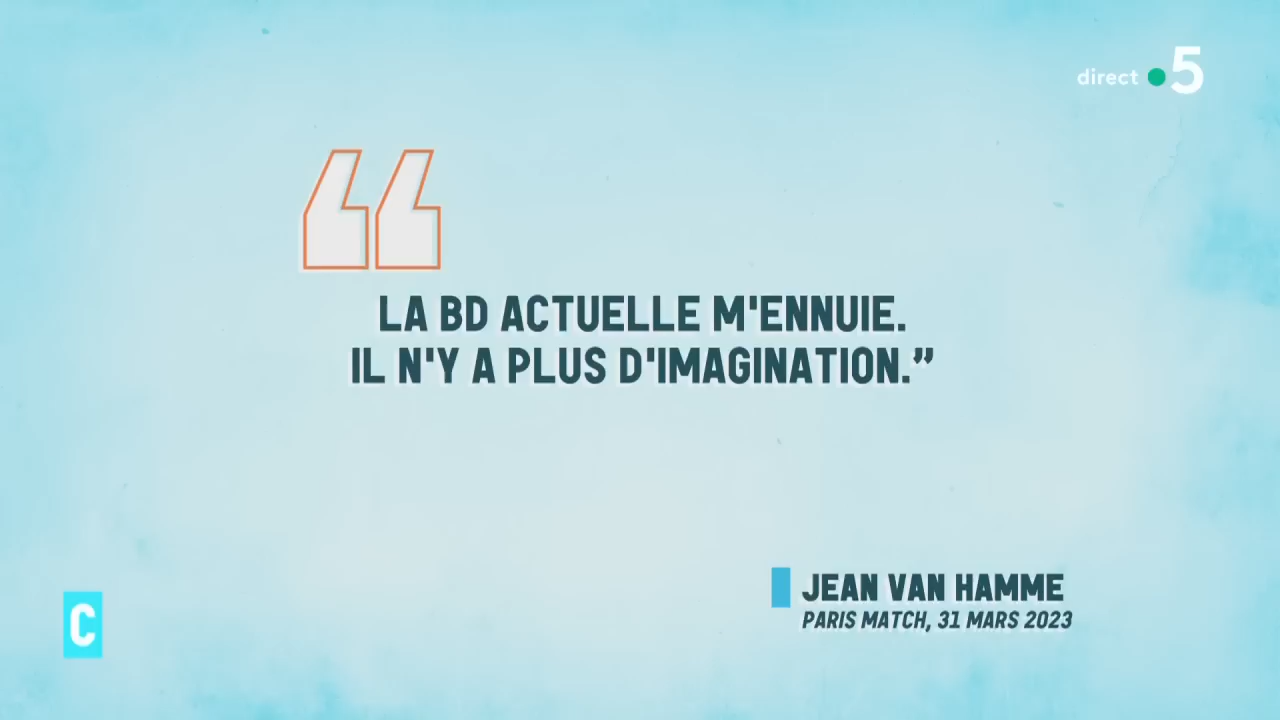 direct 5
“
LA BD ACTUELLE M'ENNUIE.
IL N'Y A PLUS D'IMAGINATION.”
JEAN VAN HAMME
PARIS MATCH, 31 MARS 2023
C